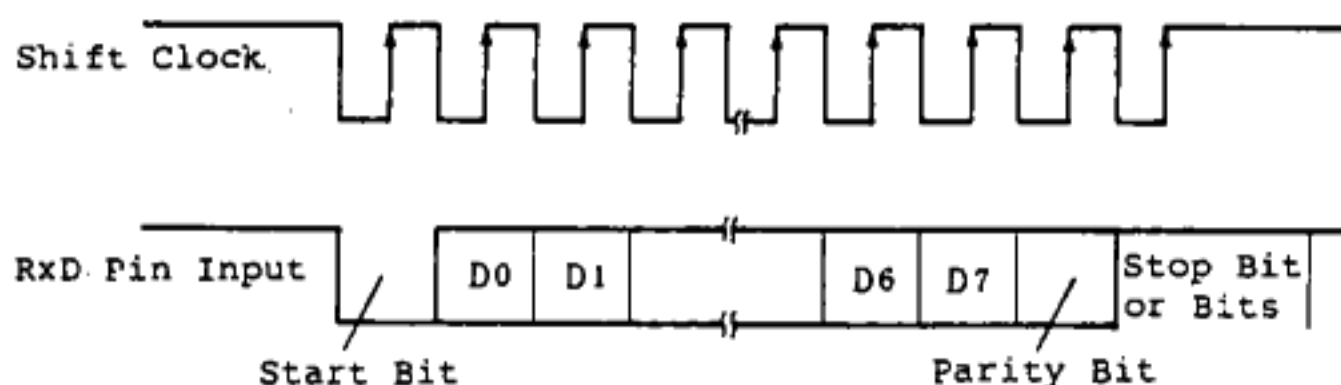 Shift Clock
RxD Pin Input
D0
D1
D6
D7
Stop Bit
or Bits
Start Bit
Parity Bit